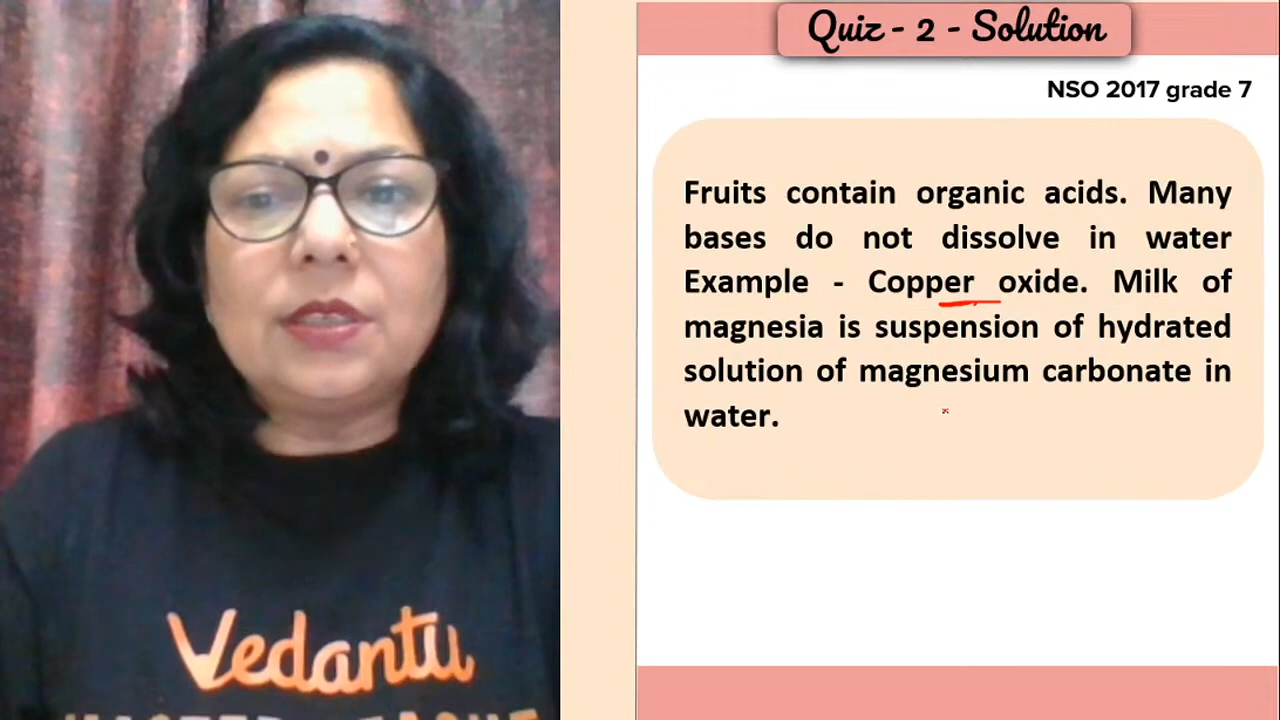 Quiz - 2 - Solution
NSO 2017 grade 7
Fruits contain organic acids. Many
bases do not dissolve in water
Example - Copper oxide. Milk of
magnesia is suspension of hydrated
solution of magnesium carbonate in
water.
Vedantu